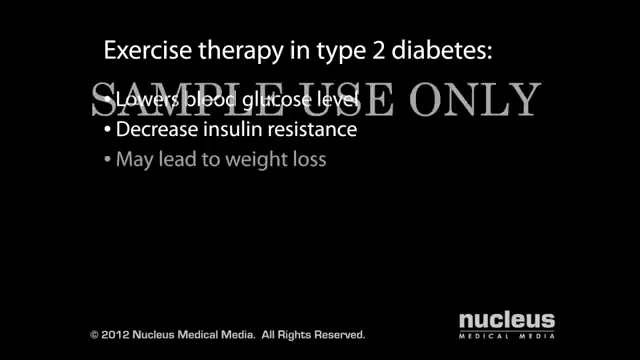 Exercise therapy in type 2 diabetes:
SAMPLE USE ONLY
• Lowers blood glucose level
• Decrease insulin resistance
• May lead to weight loss
nucleus
MEDICAL MEDIA
© 2012 Nucleus Medical Media. All Rights Reserved.